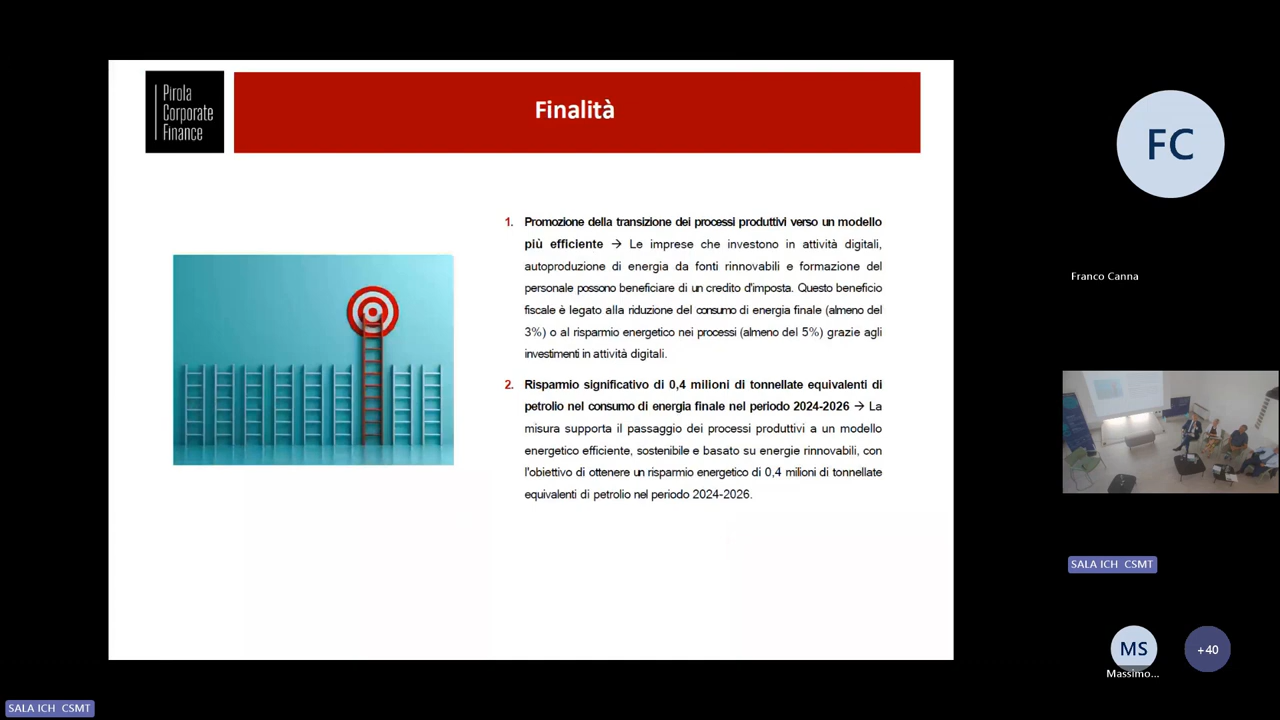 Pirola
Corporate
Finance
Finalità
1. Promozione della transizione dei processi produttivi verso un modello
più efficiente → Le imprese che investono in attività digitali,
autoproduzione di energia da fonti rinnovabili e formazione del
personale possono beneficiare di un credito d'imposta. Questo beneficio
fiscale è legato alla riduzione del consumo di energia finale (almeno del
3%) o al risparmio energetico nei processi (almeno del 5%) grazie agli
investimenti in attività digitali.
2. Risparmio significativo di 0,4 milioni di tonnellate equivalenti di
petrolio nel consumo di energia finale nel periodo 2024-2026 → La
misura supporta il passaggio dei processi produttivi a un modello
energetico efficiente, sostenibile e basato su energie rinnovabili, con
l'obiettivo di ottenere un risparmio energetico di 0,4 milioni di tonnellate
equivalenti di petrolio nel periodo 2024-2026.
FC
Franco Canna
SALA ICH CSMT
MS
Massimo...
+40
SALA ICH CSMT